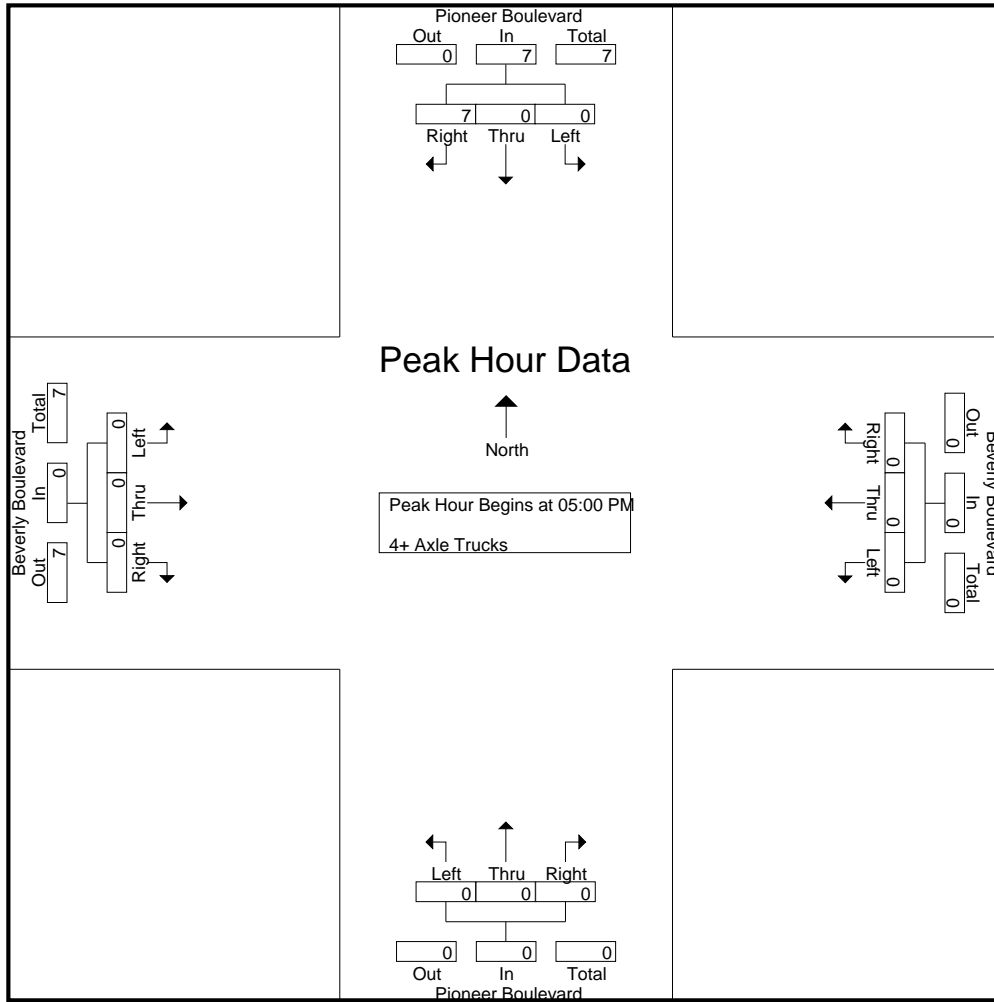 Pioneer Boulevard
Out In Total
0 7 7
7 0 0
Right Thru Left
Peak Hour Data
North
Peak Hour Begins at 05:00 PM
4+ Axle Trucks
Beverly Boulevard
Out In Total
7 0 7
0 0 0
Left Thru Right
Beverly Boulevard
Out In Total
0 0 0
0 0 0
Right Thru Left
Left Thru Right
0 0 0
0 0 0
Out In Total
Pioneer Boulevard